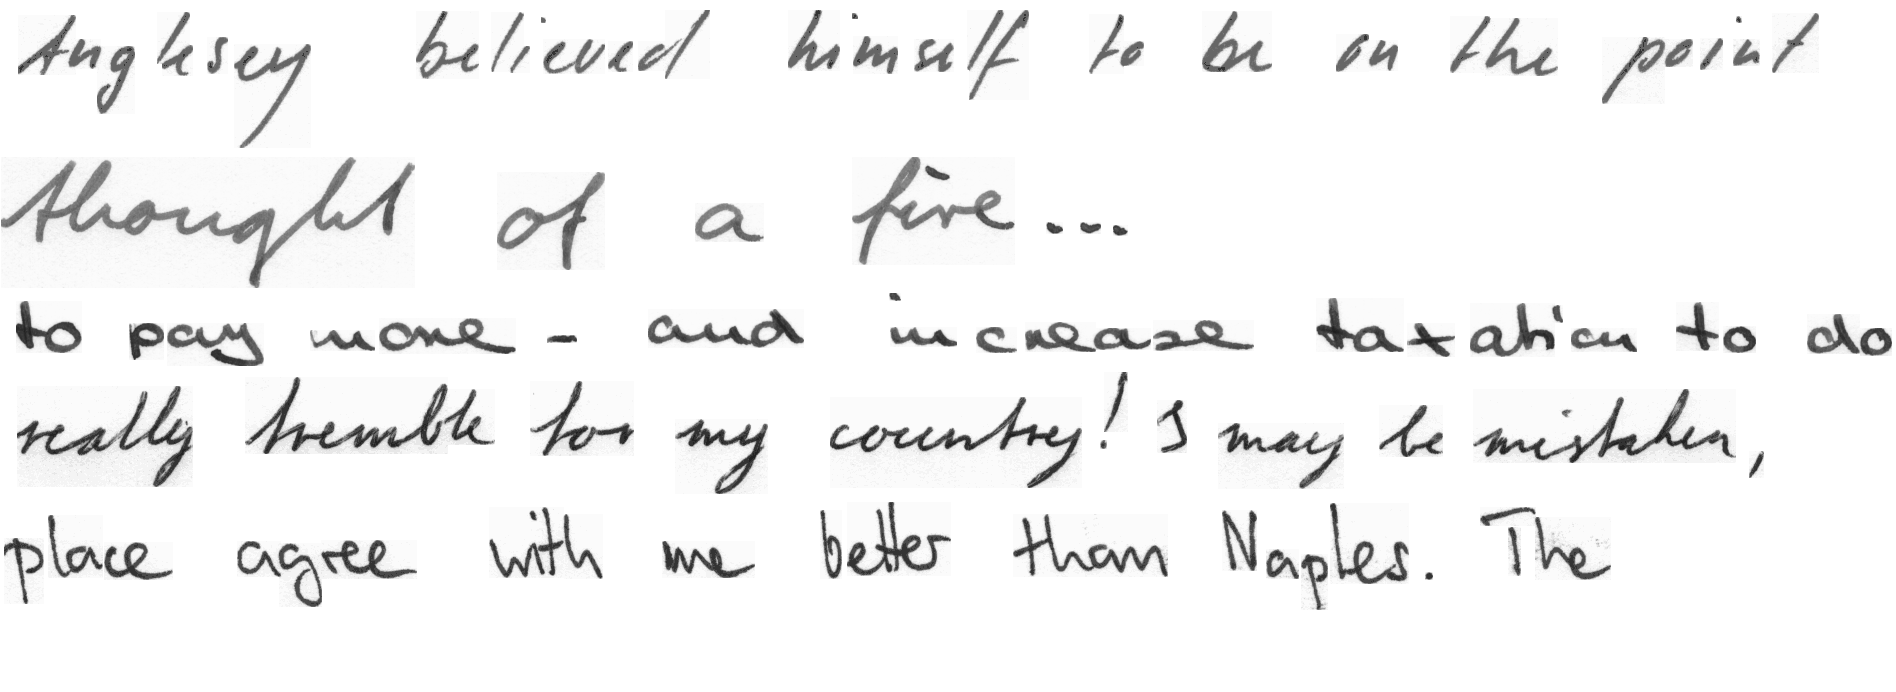 Anglesey believed himself to be on the point
thought of a fire...
to pay more - and increase taxation to do
really tremble for my country! I may be mistaken,
place agree with me better than Naples. The